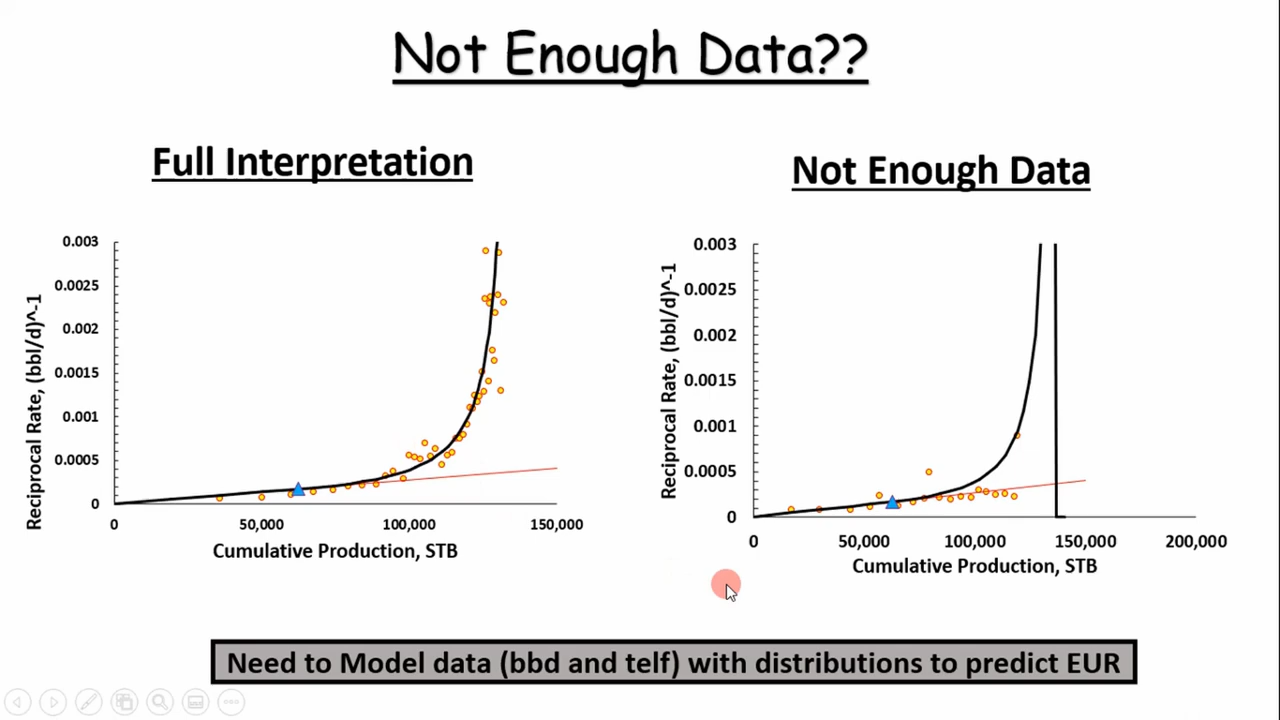 Not Enough Data??
Full Interpretation
Not Enough Data
0.003
0.0025
0.002
0.0015
0.001
0.0005
0
Reciprocal Rate, (bbl/d)^-1
0 50,000 100,000 150,000
Cumulative Production, STB
0.003
0.0025
0.002
0.0015
0.001
0.0005
0
Reciprocal Rate, (bbl/d)^-1
0 50,000 100,000 150,000 200,000
Cumulative Production, STB
Need to Model data (bbd and telf) with distributions to predict EUR